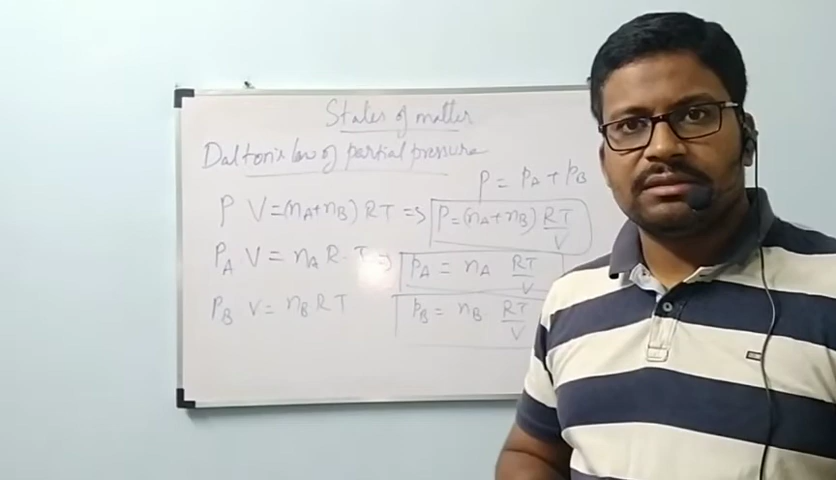 States of matter
Dalton's law of partial pressure
P = PA + PB
P V = (nA+nB) RT => P = (nA+nB) RT/V
PA V = nA R T => PA = nA RT/V
PB V = nB RT PB = nB RT/V